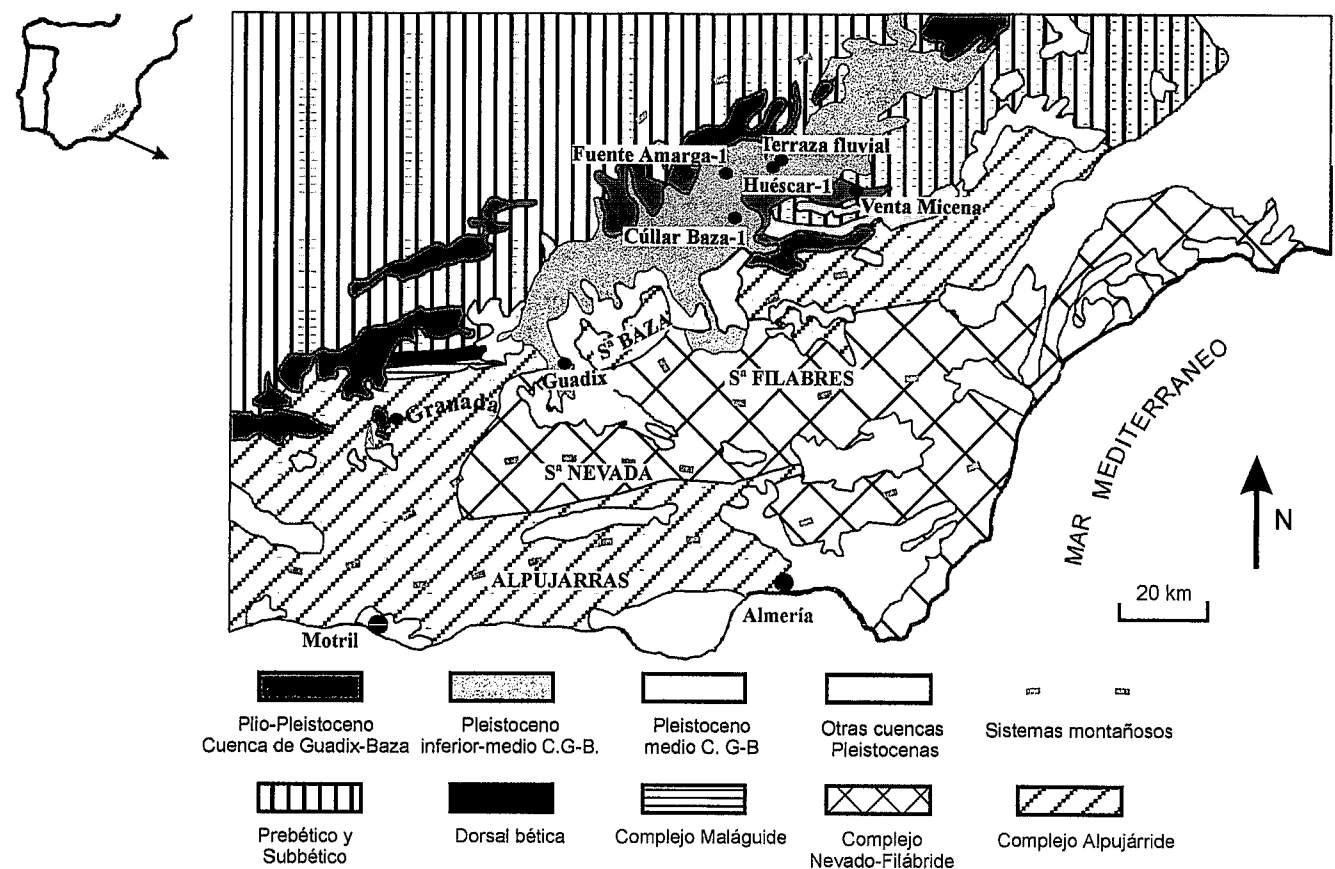 Fuente Amarga-1
Terraza fluvial
Huéscar-1
Venta Micena
Cúllar Baza-1
Sª BAZA
Guadix
Sª FILABRES
Granada
Sª NEVADA
MAR MEDITERRANEO
N
ALPUJARRAS
20 km
Almería
Motril
Plio-Pleistoceno
Cuenca de Guadix-Baza
Pleistoceno
inferior-medio C.G-B.
Pleistoceno
medio C. G-B
Otras cuencas
Pleistocenas
Sistemas montañosos
Prebético y
Subbético
Dorsal bética
Complejo Maláguide
Complejo
Nevado-Filábride
Complejo Alpujárride